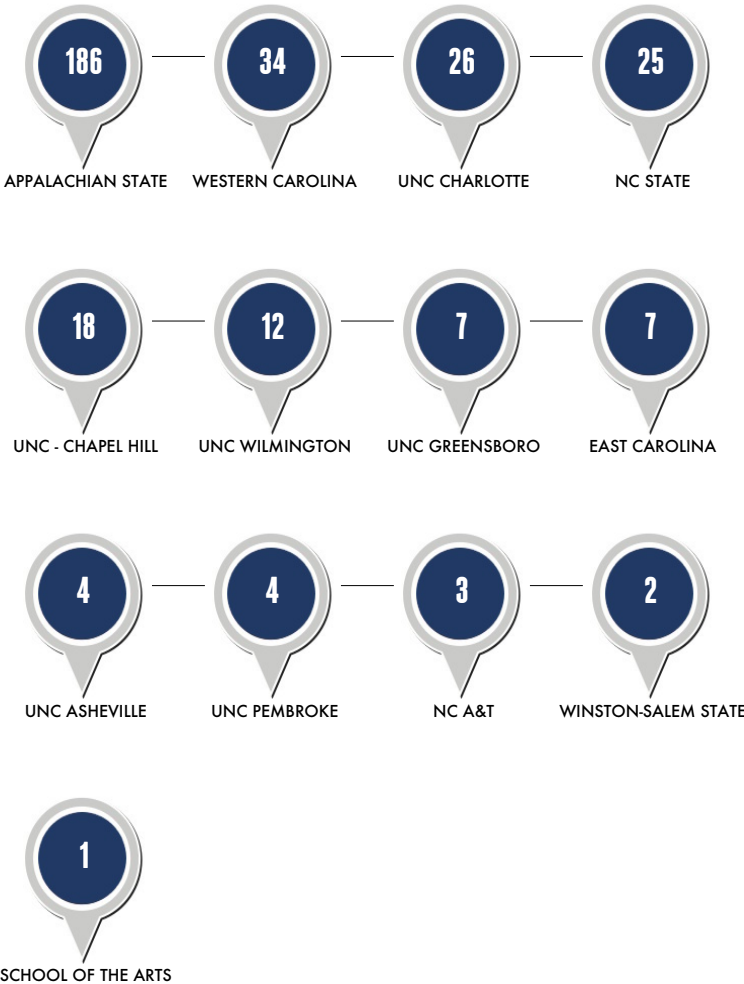 186 34 26 25
APPALACHIAN STATE WESTERN CAROLINA UNC CHARLOTTE NC STATE
18 12 7 7
UNC - CHAPEL HILL UNC WILMINGTON UNC GREENSBORO EAST CAROLINA
4 4 3 2
UNC ASHEVILLE UNC PEMBROKE NC A&T WINSTON-SALEM STATE
1
SCHOOL OF THE ARTS